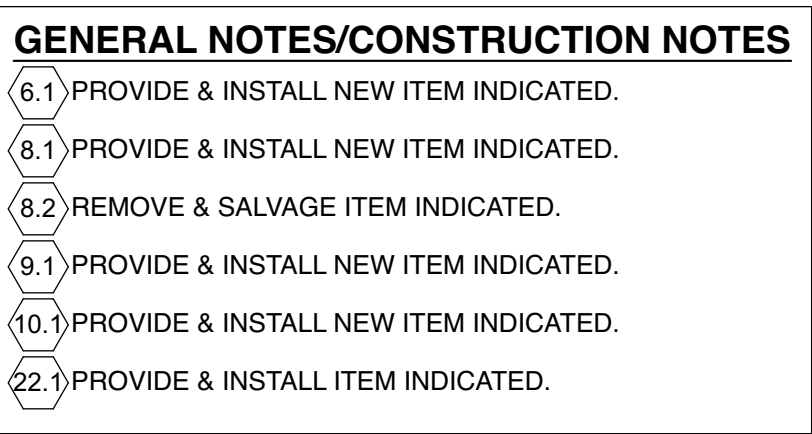 GENERAL NOTES/CONSTRUCTION NOTES
6.1 PROVIDE & INSTALL NEW ITEM INDICATED.
8.1 PROVIDE & INSTALL NEW ITEM INDICATED.
8.2 REMOVE & SALVAGE ITEM INDICATED.
9.1 PROVIDE & INSTALL NEW ITEM INDICATED.
10.1 PROVIDE & INSTALL NEW ITEM INDICATED.
22.1 PROVIDE & INSTALL ITEM INDICATED.